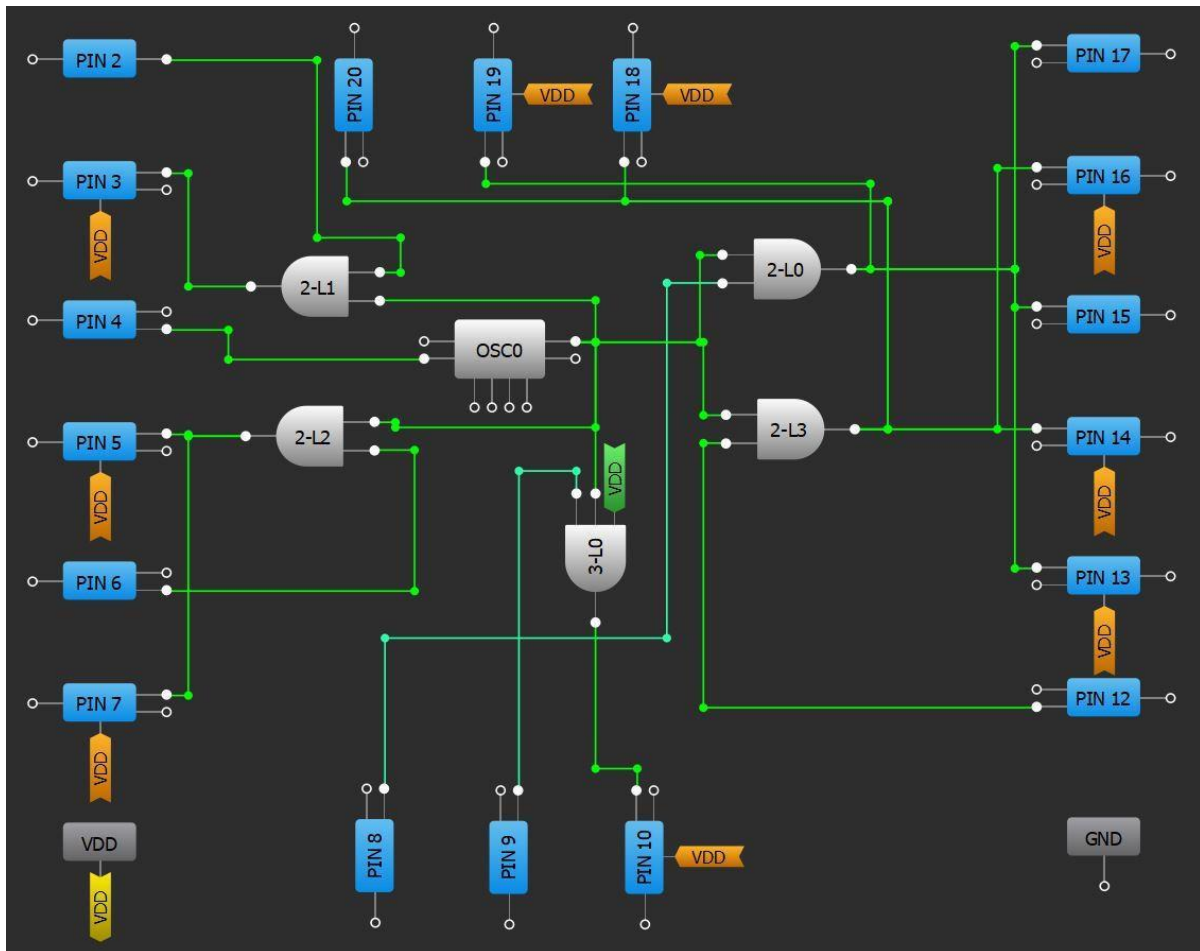 PIN 2
PIN 20
PIN 19
VDD
PIN 18
VDD
PIN 17
PIN 3
VDD
PIN 16
VDD
2-L1
2-L0
PIN 4
OSC0
PIN 15
PIN 5
VDD
2-L2
2-L3
PIN 14
VDD
VDD
3-L0
PIN 6
PIN 13
VDD
PIN 7
VDD
PIN 12
VDD
VDD
PIN 8
PIN 9
PIN 10
VDD
GND